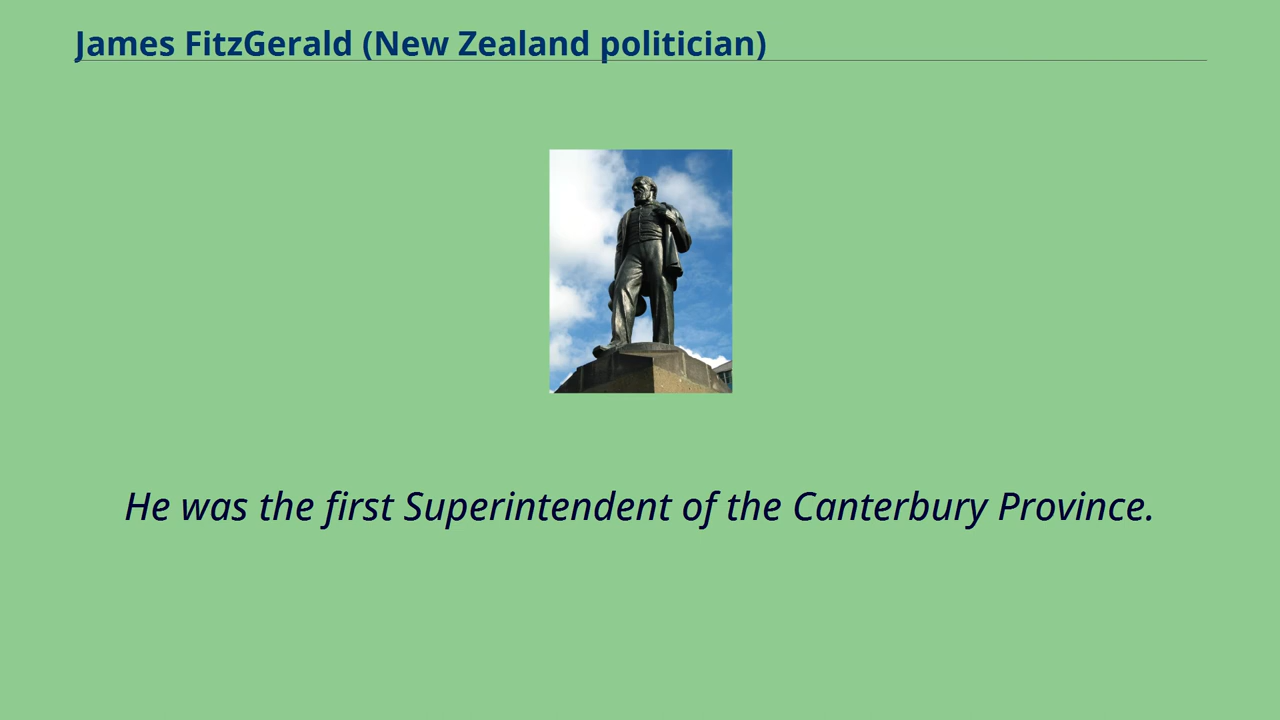 James FitzGerald (New Zealand politician)
He was the first Superintendent of the Canterbury Province.